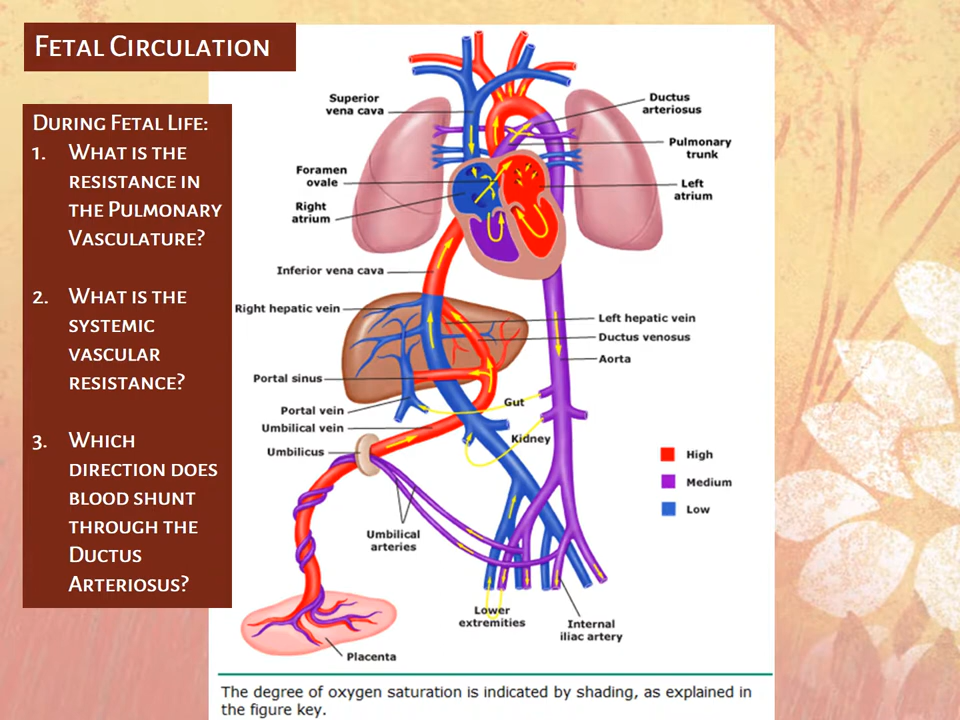 Fetal Circulation
During Fetal Life:
1. What is the
resistance in
the Pulmonary
Vasculature?
2. What is the
systemic
vascular
resistance?
3. Which
direction does
blood shunt
through the
Ductus
Arteriosus?
Superior
vena cava
Ductus
arteriosus
Pulmonary
trunk
Foramen
ovale
Left
atrium
Right
atrium
Inferior vena cava
Right hepatic vein
Left hepatic vein
Ductus venosus
Aorta
Portal sinus
Gut
Portal vein
Umbilical vein
Kidney
Umbilicus
High
Medium
Low
Umbilical
arteries
Lower
extremities
Internal
iliac artery
Placenta
The degree of oxygen saturation is indicated by shading, as explained in
the figure key.